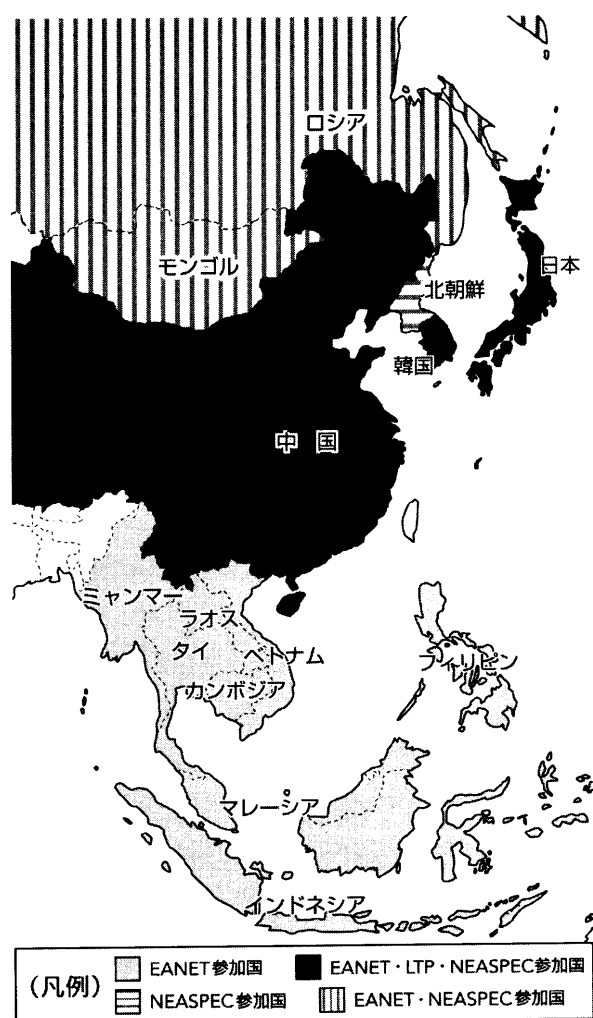 ロシア
モンゴル
日本
北朝鮮
韓国
中国
ミャンマー
ラオス
タイ
ベトナム
フィリピン
カンボジア
マレーシア
インドネシア
(凡例)
EANET参加国
EANET・LTP・NEASPEC参加国
NEASPEC参加国
EANET・NEASPEC参加国